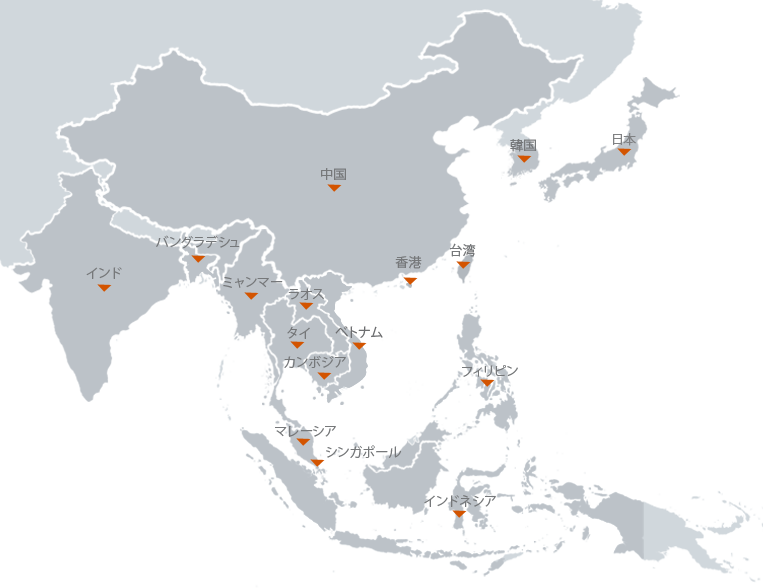 日本
韓国
中国
バングラデシュ
台湾
香港
インド
ミャンマー
ラオス
タイ
ベトナム
カンボジア
フィリピン
マレーシア
シンガポール
インドネシア